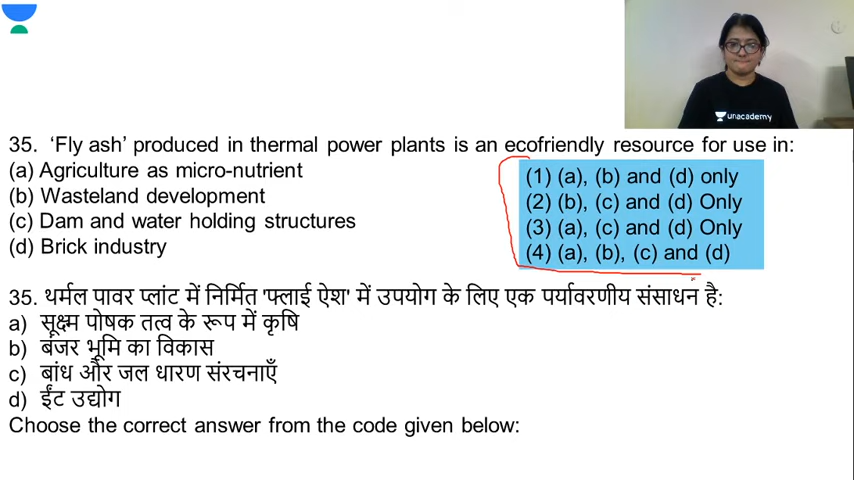 unacademy
35. ‘Fly ash’ produced in thermal power plants is an ecofriendly resource for use in:
(a) Agriculture as micro-nutrient
(b) Wasteland development
(c) Dam and water holding structures
(d) Brick industry
(1) (a), (b) and (d) only
(2) (b), (c) and (d) Only
(3) (a), (c) and (d) Only
(4) (a), (b), (c) and (d)
35. थर्मल पावर प्लांट में निर्मित 'फ्लाई ऐश' में उपयोग के लिए एक पर्यावरणीय संसाधन है:
a) सूक्ष्म पोषक तत्व के रूप में कृषि
b) बंजर भूमि का विकास
c) बांध और जल धारण संरचनाएँ
d) ईंट उद्योग
Choose the correct answer from the code given below: